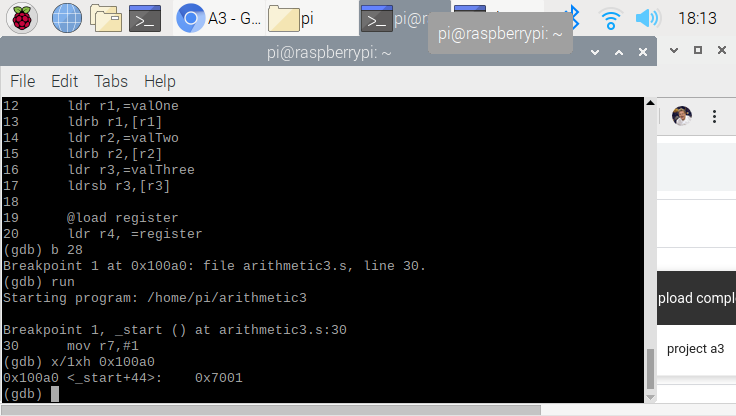 A3 - G...
pi
pi@r
18:13
pi@raspberrypi: ~
pi@raspberrypi: ~
File Edit Tabs Help
12 ldr r1,=valOne
13 ldrb r1,[r1]
14 ldr r2,=valTwo
15 ldrb r2,[r2]
16 ldr r3,=valThree
17 ldrsb r3,[r3]
18
19 @load register
20 ldr r4, =register
(gdb) b 28
Breakpoint 1 at 0x100a0: file arithmetic3.s, line 30.
(gdb) run
Starting program: /home/pi/arithmetic3
Breakpoint 1, _start () at arithmetic3.s:30
30 mov r7,#1
(gdb) x/1xh 0x100a0
0x100a0 <_start+44>: 0x7001
(gdb)
pload comple
project a3